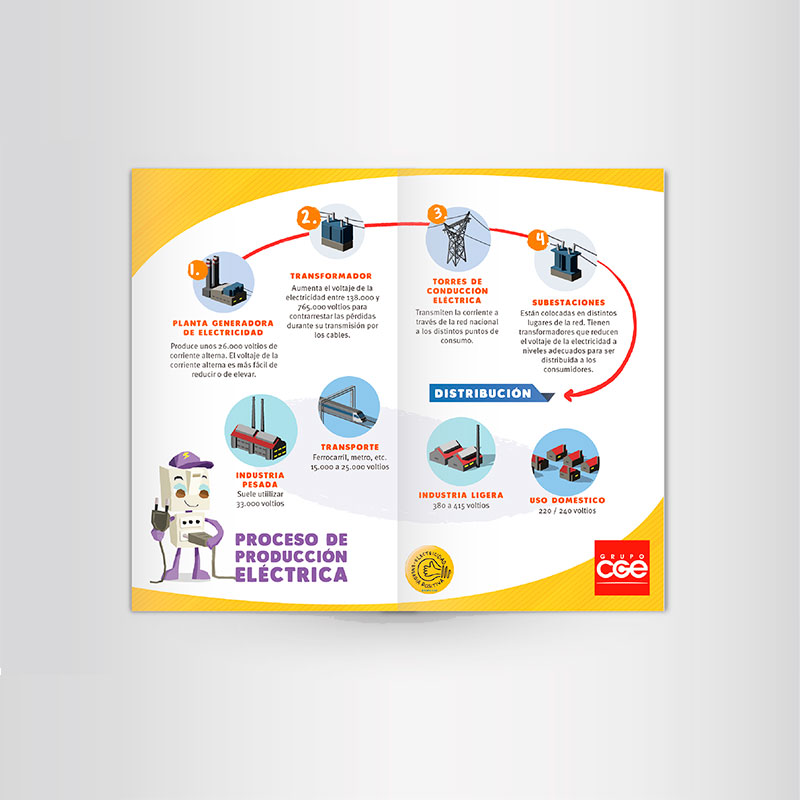 1.
PLANTA GENERADORA
DE ELECTRICIDAD
Produce unos 26.000 voltios de
corriente alterna. El voltaje de la
corriente alterna es más fácil de
reducir o de elevar.
2.
TRANSFORMADOR
Aumenta el voltaje de la
electricidad entre 138.000 y
765.000 voltios para
contrarrestar las pérdidas
durante su transmisión por
los cables.
3
TORRES DE
CONDUCCIÓN
ELÉCTRICA
Transmiten la corriente a
través de la red nacional
a los distintos puntos de
consumo.
4
SUBESTACIONES
Están colocadas en distintos
lugares de la red. Tienen
transformadores que reducen
el voltaje de la electricidad a
niveles adecuados para ser
distribuida a los
consumidores.
DISTRIBUCIÓN
INDUSTRIA
PESADA
Suele utilizar
33.000 voltios
TRANSPORTE
Ferrocarril, metro, etc.
15.000 a 25.000 voltios
INDUSTRIA LIGERA
380 a 415 voltios
USO DOMESTICO
220 / 240 voltios
PROCESO DE
PRODUCCIÓN
ELÉCTRICA
ELECTRICIDAD
ENERGÍA POSITIVA
GRUPO
CGE